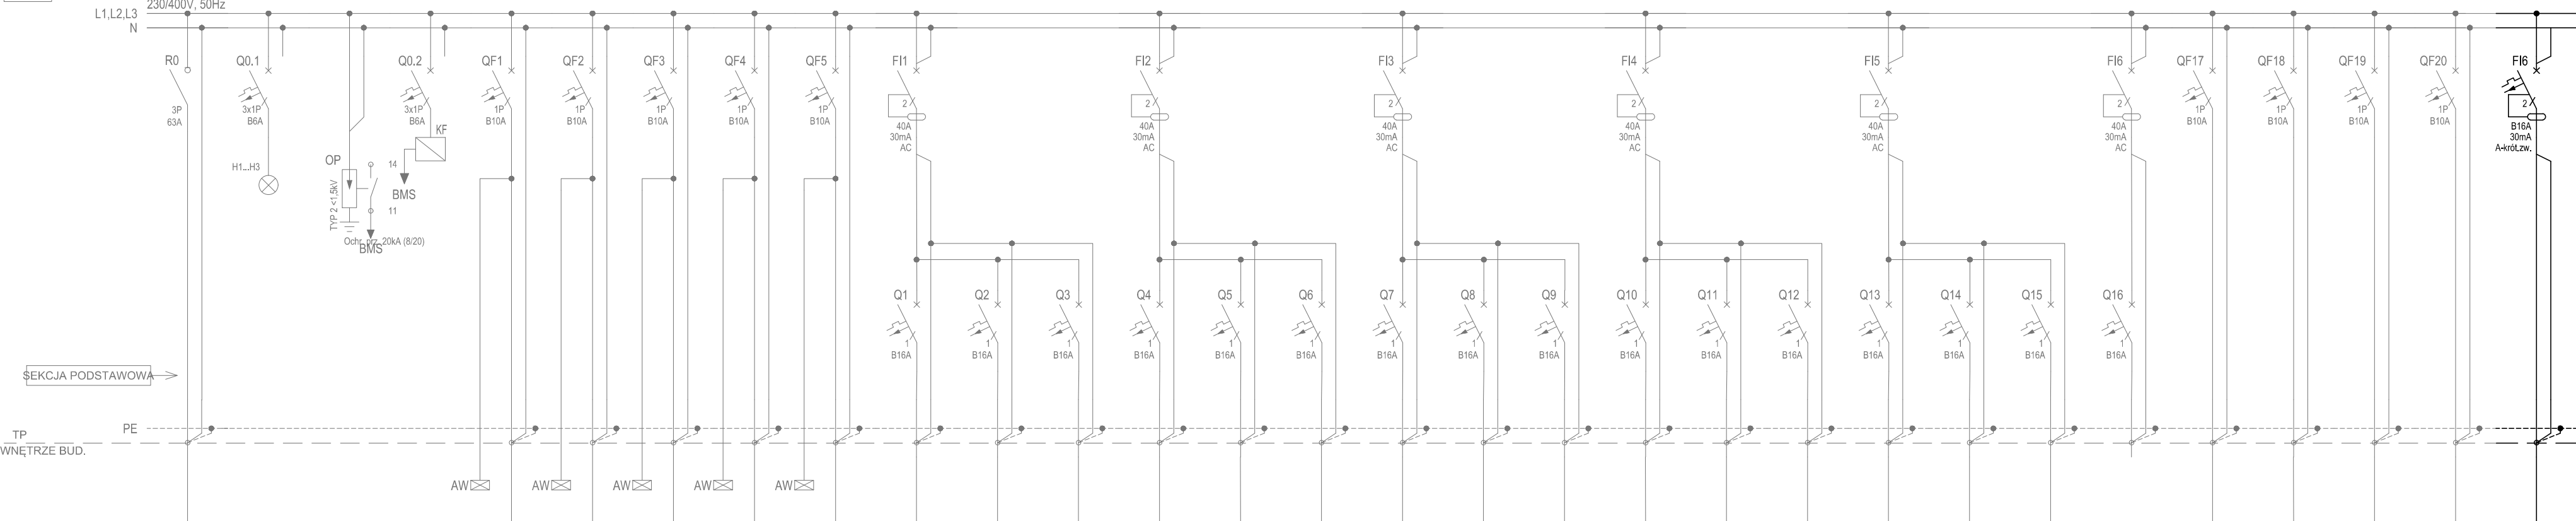 230/400V, 50Hz
L1,L2,L3
N
R0
3P
63A
Q0.1
3x1P
B6A
H1...H3
OP
TYP 2 <1,5kV
14
11
BMS
Ochr. prz. 20kA (8/20)
Q0.2
3x1P
B6A
KF
BMS
QF1
1P
B10A
QF2
1P
B10A
QF3
1P
B10A
QF4
1P
B10A
QF5
1P
B10A
FI1
2
40A
30mA
AC
FI2
2
40A
30mA
AC
FI3
2
40A
30mA
AC
FI4
2
40A
30mA
AC
FI5
2
40A
30mA
AC
FI6
2
40A
30mA
AC
QF17
1P
B10A
QF18
1P
B10A
QF19
1P
B10A
QF20
1P
B10A
FI6
2
B16A
30mA
A-krót.zw.
Q1
1
B16A
Q2
1
B16A
Q3
1
B16A
Q4
1
B16A
Q5
1
B16A
Q6
1
B16A
Q7
1
B16A
Q8
1
B16A
Q9
1
B16A
Q10
1
B16A
Q11
1
B16A
Q12
1
B16A
Q13
1
B16A
Q14
1
B16A
Q15
1
B16A
Q16
1
B16A
SEKCJA PODSTAWOWA
PE
TP
WNĘTRZE BUD.
AW
AW
AW
AW
AW